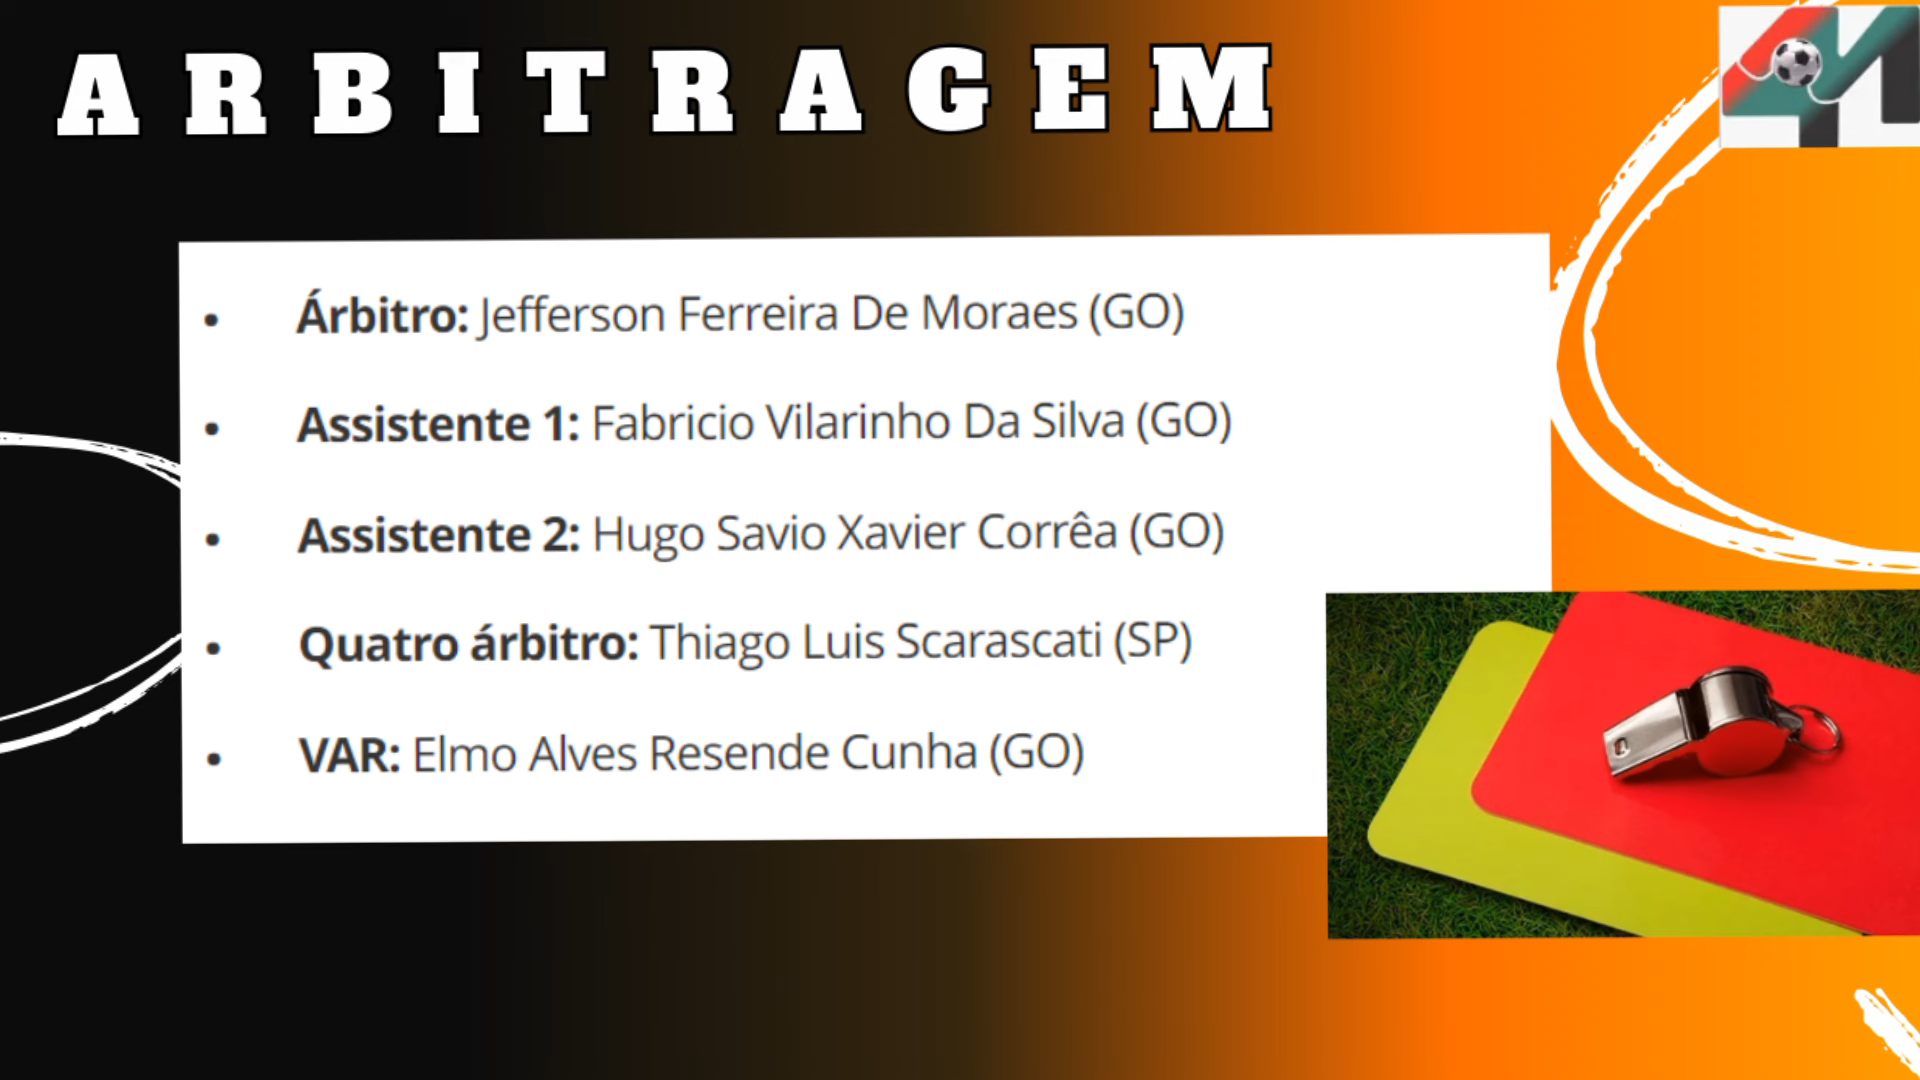 ARBITRAGEM
• Árbitro: Jefferson Ferreira De Moraes (GO)
• Assistente 1: Fabricio Vilarinho Da Silva (GO)
• Assistente 2: Hugo Savio Xavier Corrêa (GO)
• Quatro árbitro: Thiago Luis Scarascati (SP)
• VAR: Elmo Alves Resende Cunha (GO)